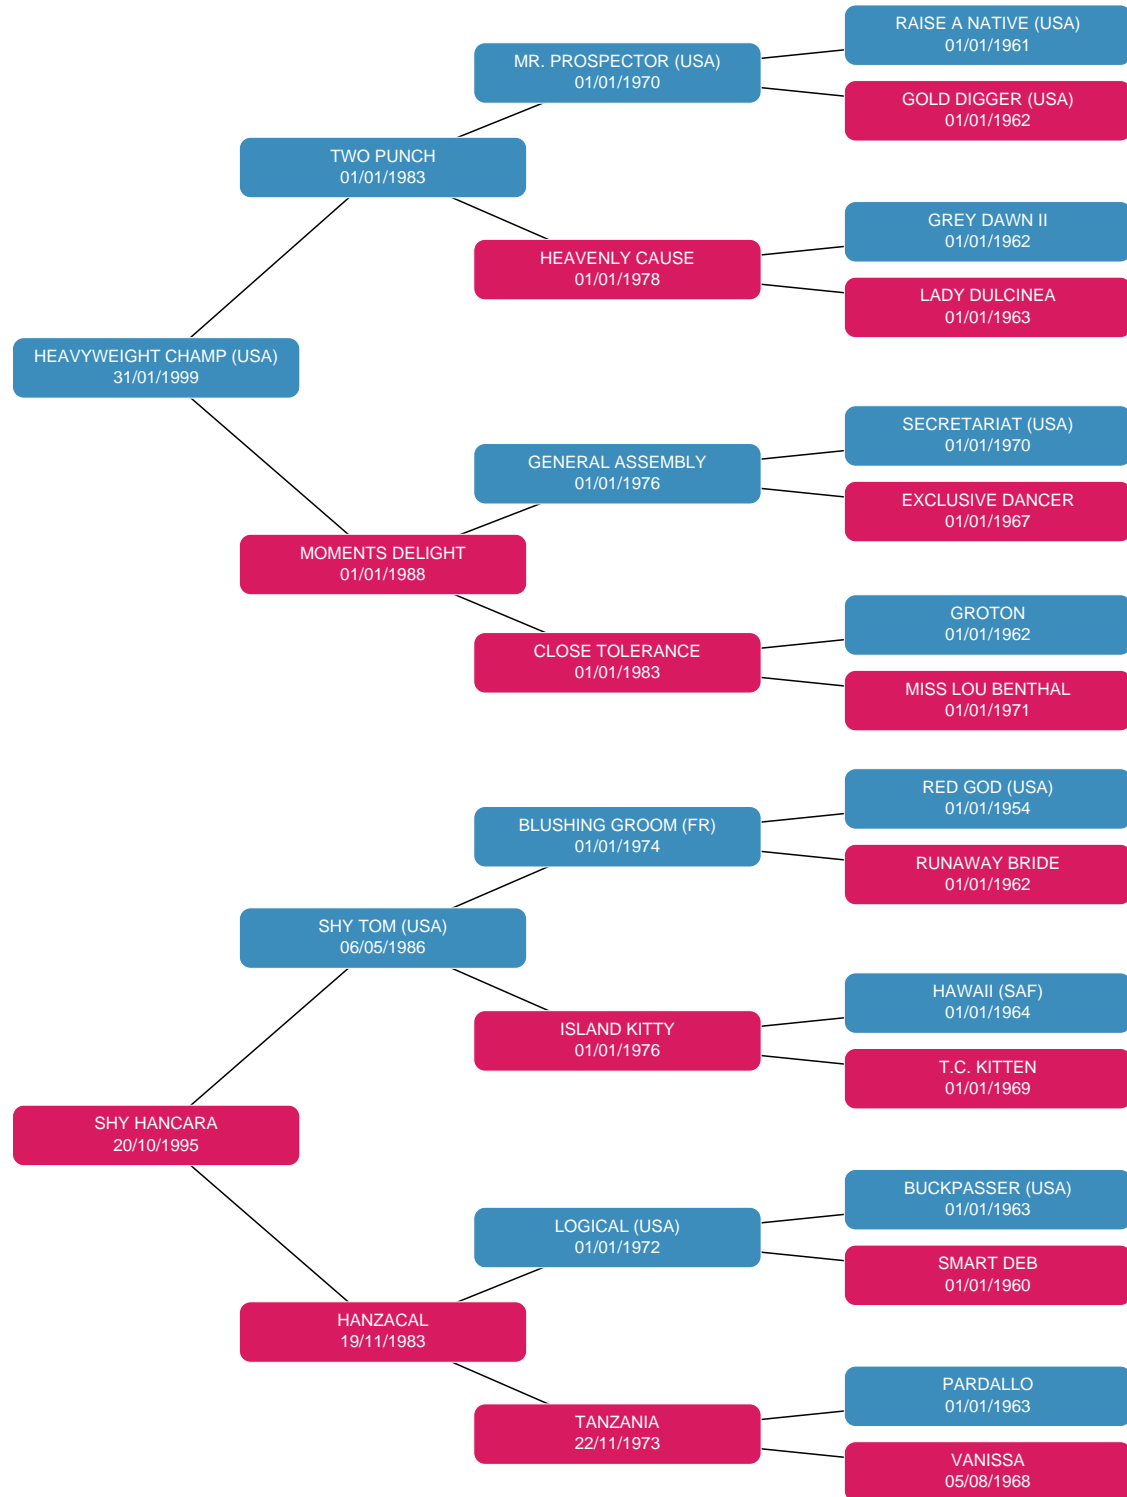 RAISE A NATIVE (USA)
01/01/1961
MR. PROSPECTOR (USA)
01/01/1970
GOLD DIGGER (USA)
01/01/1962
TWO PUNCH
01/01/1983
GREY DAWN II
01/01/1962
HEAVENLY CAUSE
01/01/1978
LADY DULCINEA
01/01/1963
HEAVYWEIGHT CHAMP (USA)
31/01/1999
SECRETARIAT (USA)
01/01/1970
GENERAL ASSEMBLY
01/01/1976
EXCLUSIVE DANCER
01/01/1967
MOMENTS DELIGHT
01/01/1988
GROTON
01/01/1962
CLOSE TOLERANCE
01/01/1983
MISS LOU BENTHAL
01/01/1971
RED GOD (USA)
01/01/1954
BLUSHING GROOM (FR)
01/01/1974
RUNAWAY BRIDE
01/01/1962
SHY TOM (USA)
06/05/1986
HAWAII (SAF)
01/01/1964
ISLAND KITTY
01/01/1976
T.C. KITTEN
01/01/1969
SHY HANCARA
20/10/1995
BUCKPASSER (USA)
01/01/1963
LOGICAL (USA)
01/01/1972
SMART DEB
01/01/1960
HANZACAL
19/11/1983
PARDALLO
01/01/1963
TANZANIA
22/11/1973
VANISSA
05/08/1968